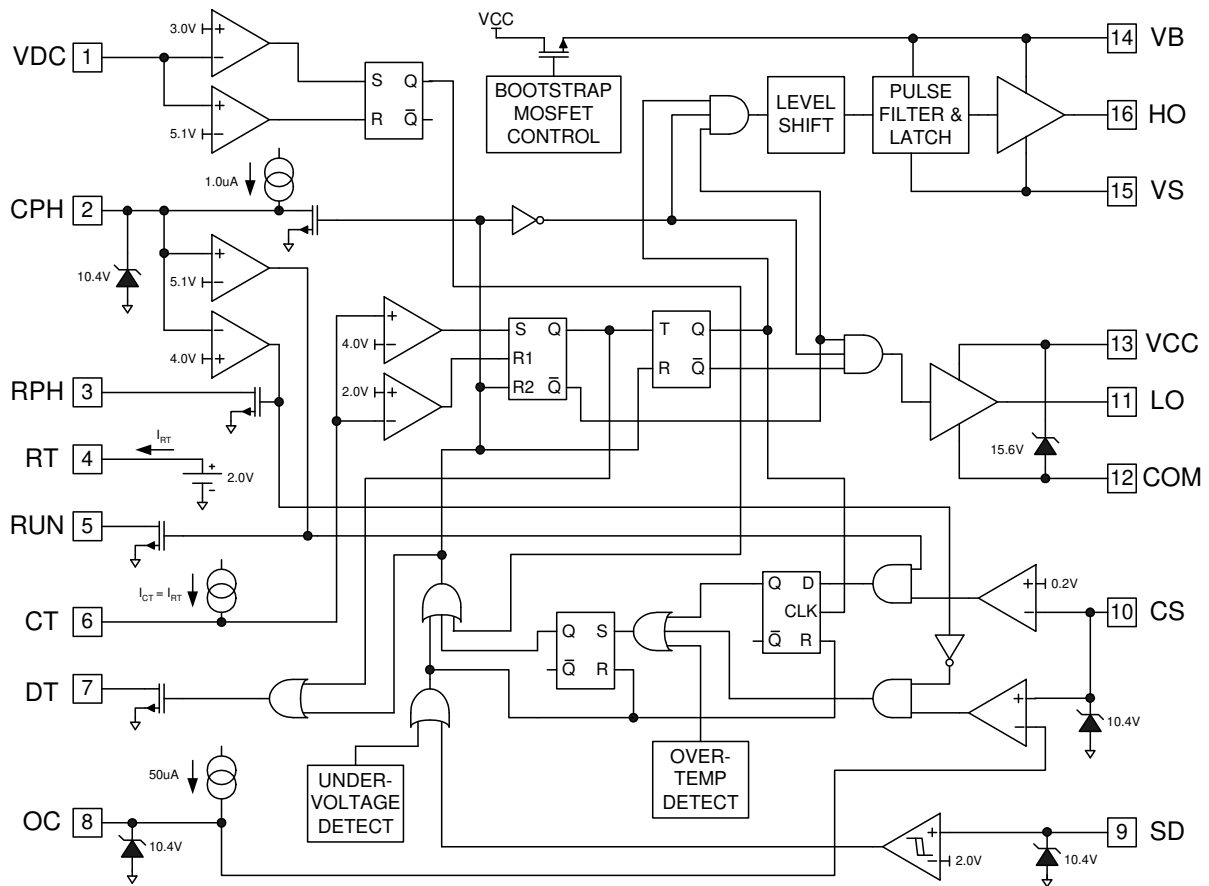 VCC
3.0V
VDC 1
14 VB
S Q
R Q̅
5.1V
BOOTSTRAP
MOSFET
CONTROL
LEVEL
SHIFT
PULSE
FILTER &
LATCH
16 HO
1.0uA
15 VS
CPH 2
10.4V
5.1V
4.0V
4.0V
S Q
R1
R2 Q̅
T Q
R Q̅
13 VCC
2.0V
RPH 3
11 LO
15.6V
I_RT
RT 4
2.0V
12 COM
RUN 5
I_CT = I_RT
CT 6
Q D
CLK
Q̅ R
0.2V
10 CS
Q S
Q̅ R
DT 7
10.4V
50uA
UNDER-
VOLTAGE
DETECT
OVER-
TEMP
DETECT
OC 8
10.4V
9 SD
2.0V
10.4V